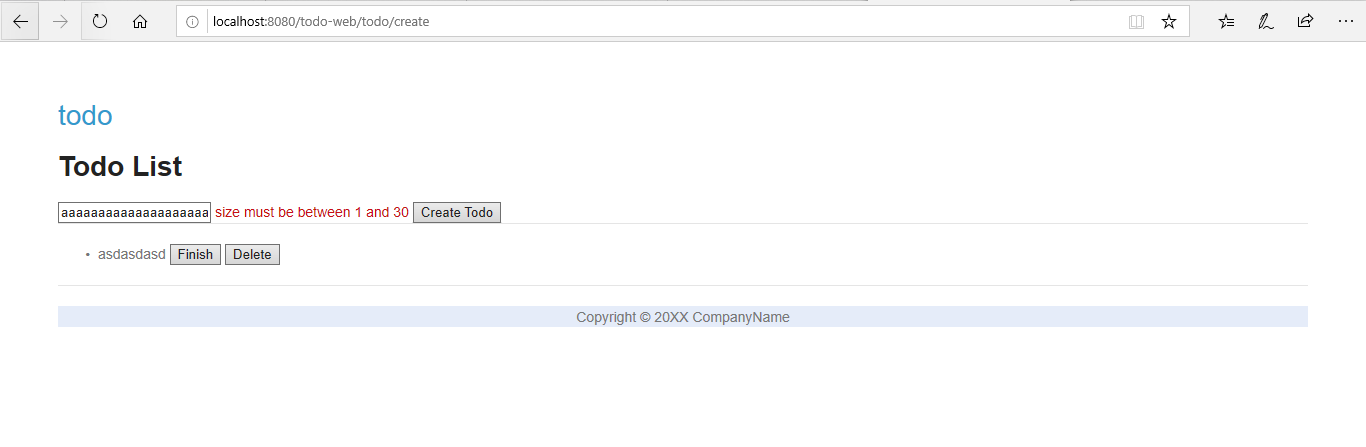 localhost:8080/todo-web/todo/create
todo
Todo List
aaaaaaaaaaaaaaaaaaaa size must be between 1 and 30 Create Todo
• asdasdasd Finish Delete
Copyright © 20XX CompanyName